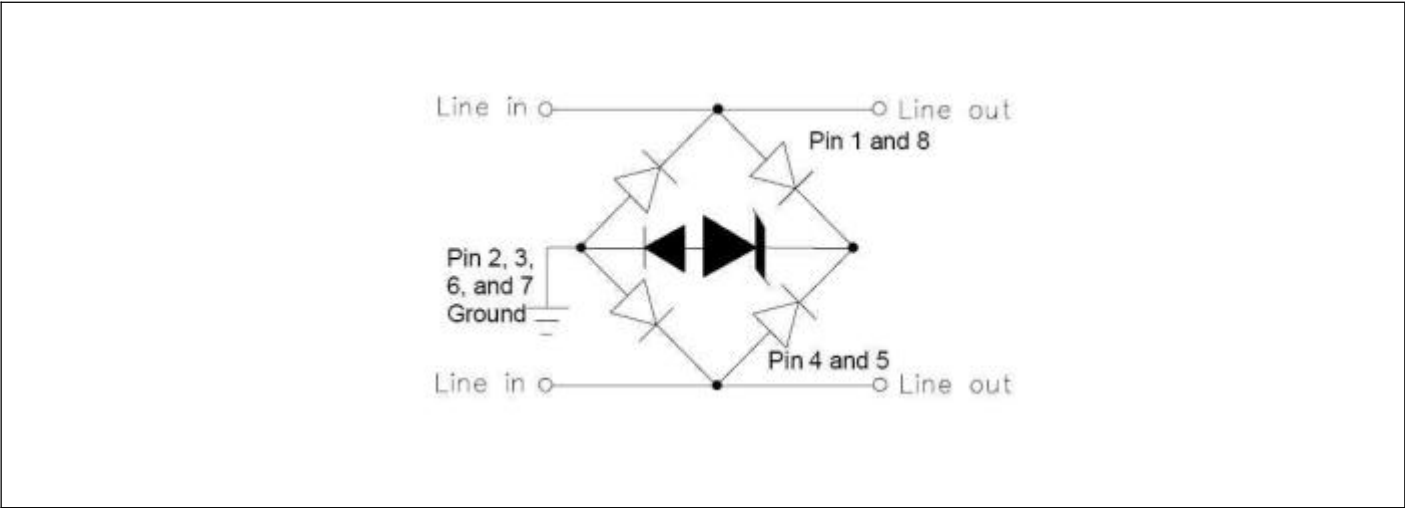 Line in
Line out
Pin 1 and 8
Pin 2, 3,
6, and 7
Ground
Pin 4 and 5
Line in
Line out